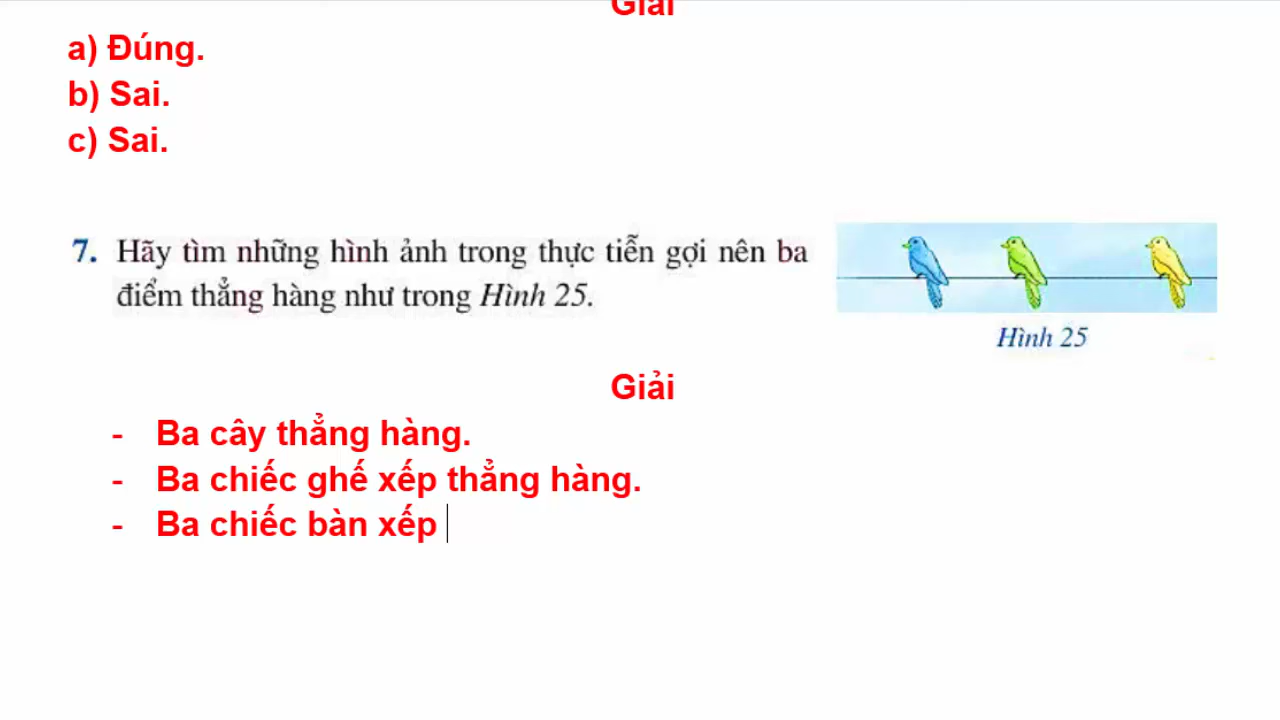 Giải
a) Đúng.
b) Sai.
c) Sai.
7. Hãy tìm những hình ảnh trong thực tiễn gợi nên ba
điểm thẳng hàng như trong Hình 25.
Hình 25
Giải
- Ba cây thẳng hàng.
- Ba chiếc ghế xếp thẳng hàng.
- Ba chiếc bàn xếp